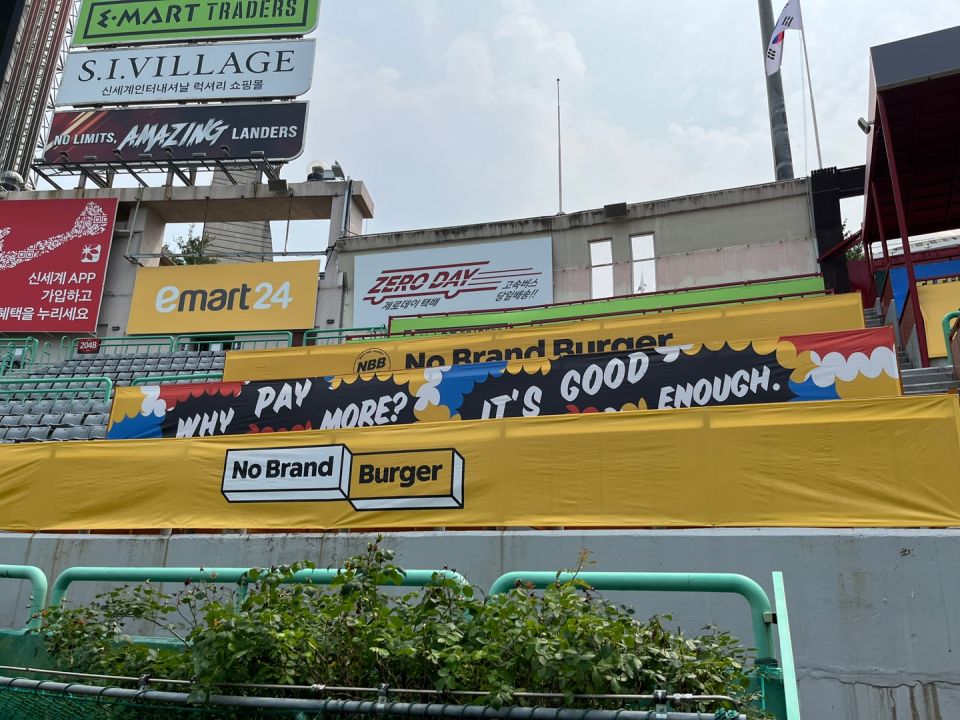 E·MART TRADERS
S.I.VILLAGE
신세계인터내셔날 럭셔리 쇼핑몰
NO LIMITS, AMAZING LANDERS
신세계 APP
가입하고
혜택을 누리세요
emart24
ZERO DAY
제로데이택배
고속버스
당일배송!!
204B
NBB
No Brand Burger
WHY PAY MORE? IT'S GOOD ENOUGH.
No Brand Burger